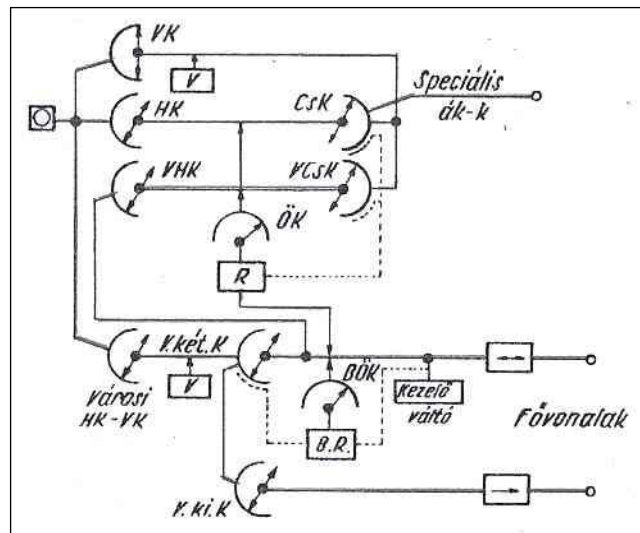 VK
V
HK
CsK
Speciális
ák-k
VHK
VCsK
ÖK
R
V.két.K
V
BÖK
Kezelő
váltó
Városi
HK-VK
Fővonalak
B.R.
V.ki.K